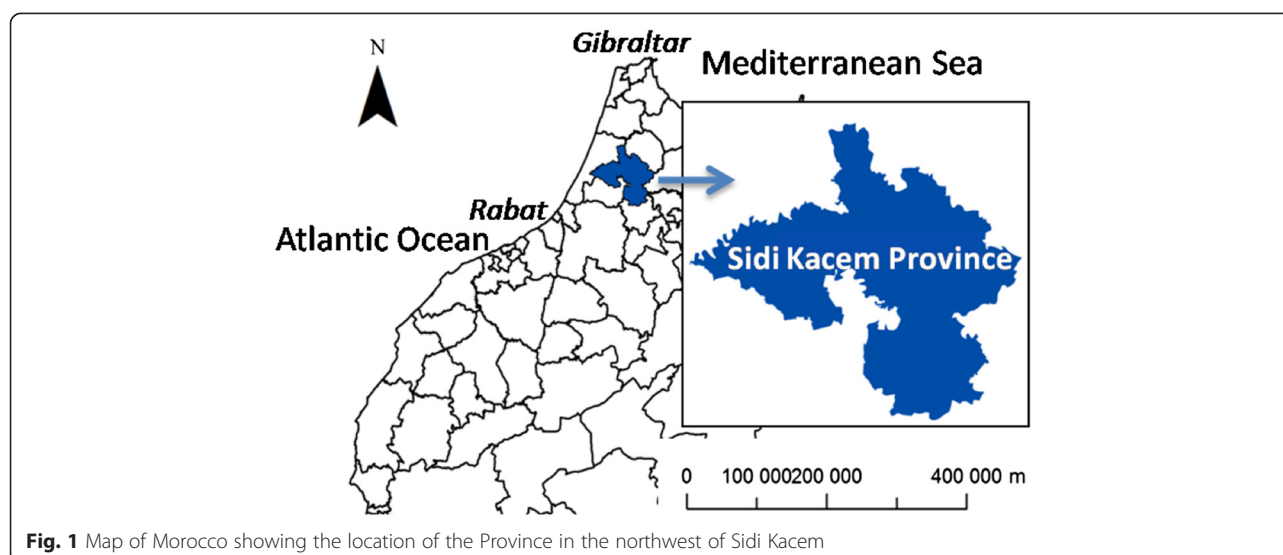 Gibraltar
N
Mediterranean Sea
Rabat
Atlantic Ocean
Sidi Kacem Province
0 100 000200 000 400 000 m
Fig. 1 Map of Morocco showing the location of the Province in the northwest of Sidi Kacem